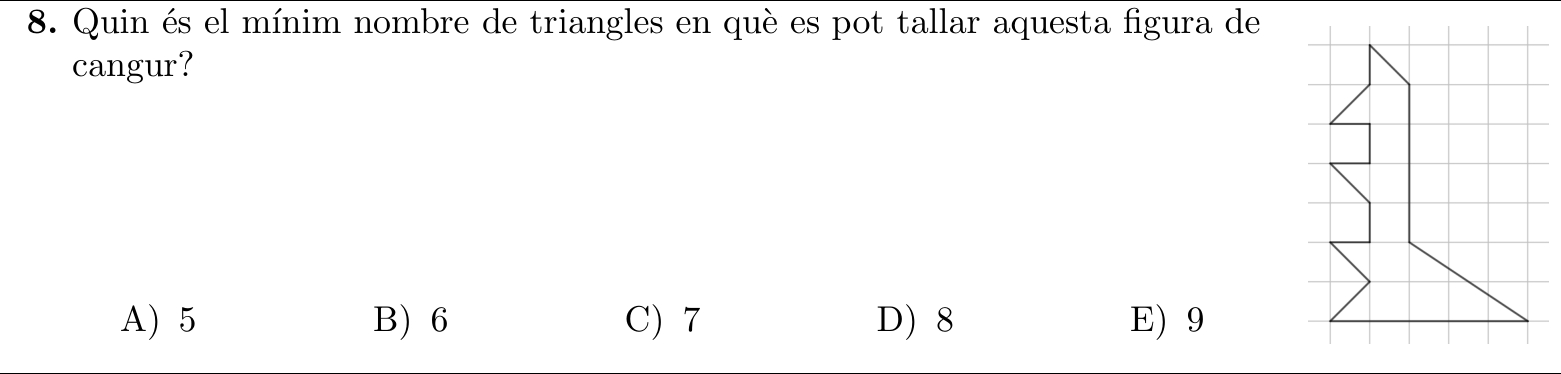 8. Quin és el mínim nombre de triangles en què es pot tallar aquesta figura de
cangur?
A) 5 B) 6 C) 7 D) 8 E) 9